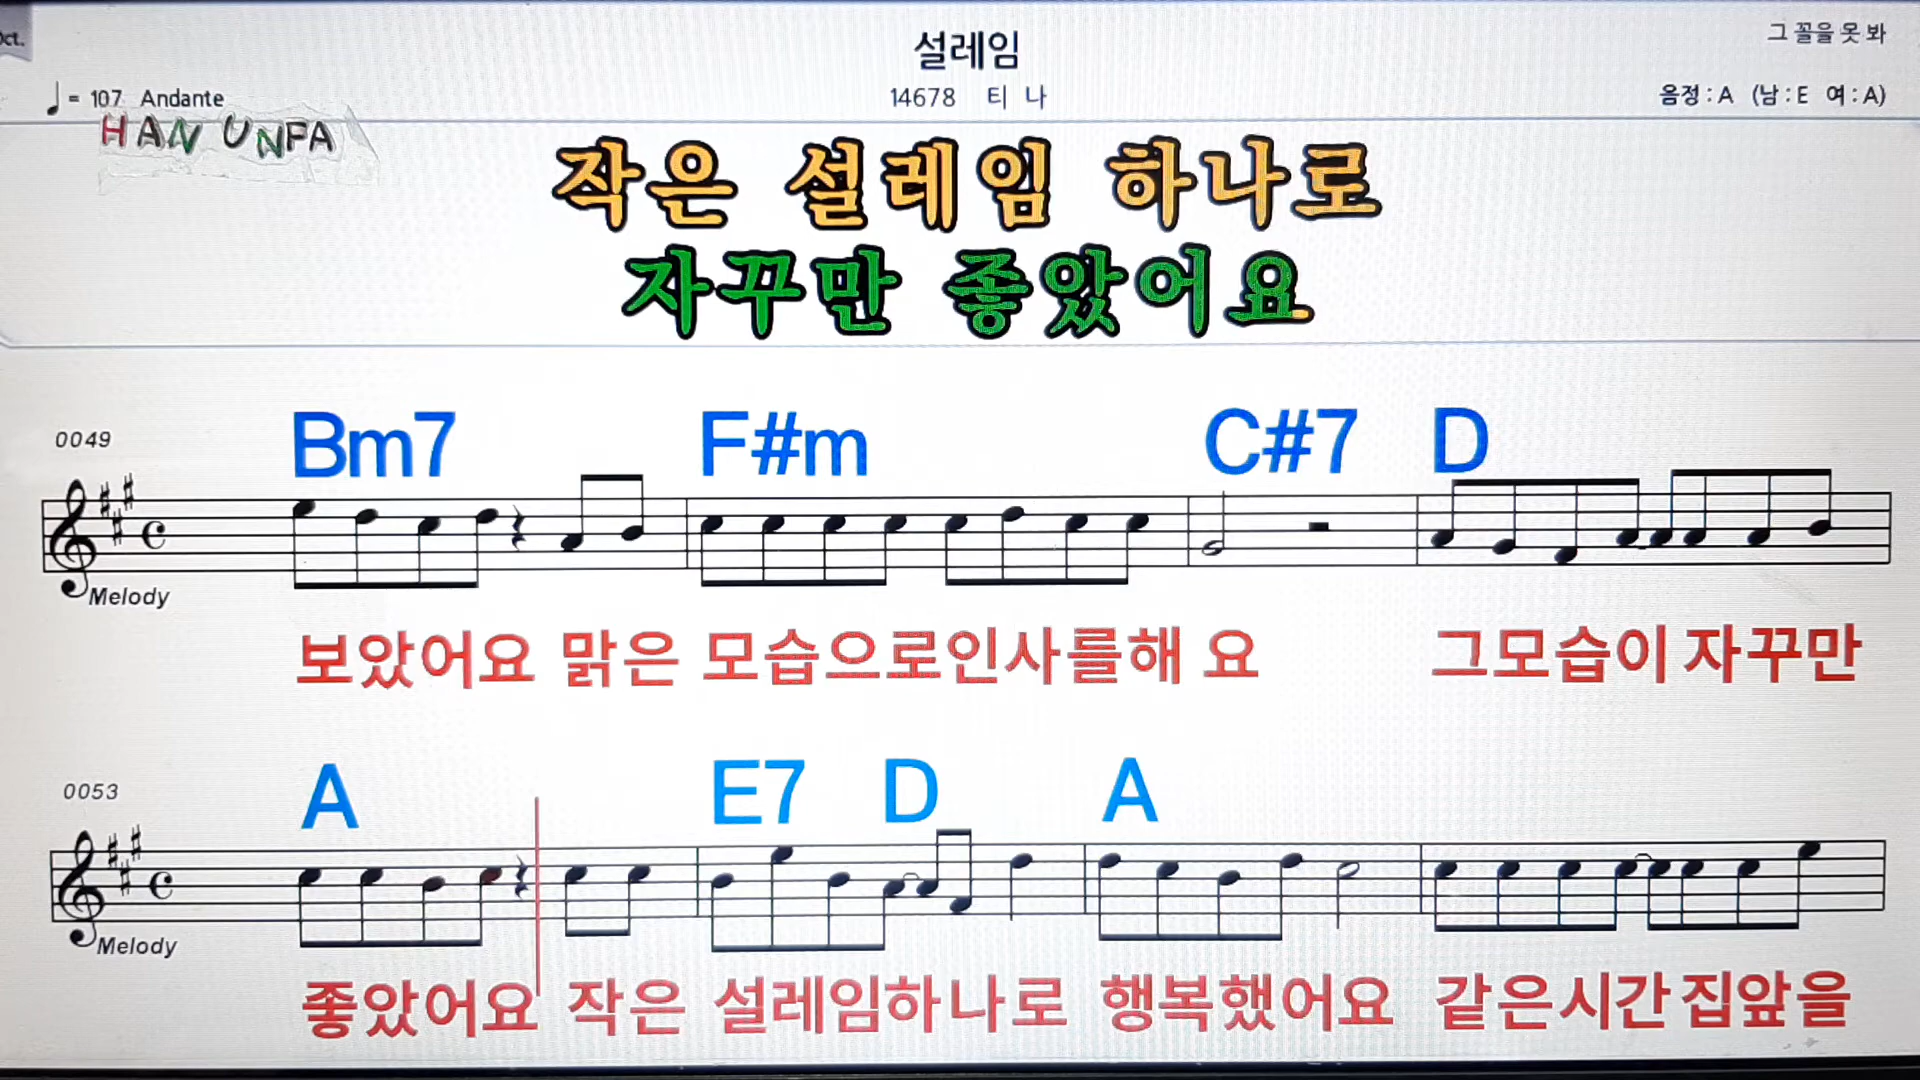 Oct.
설레임
그 꼴을 못 봐
♩ = 107 Andante
14678 티 나
음정 : A (남 : E 여 : A)
HAN UNPA
작은 설레임 하나로
자꾸만 좋았어요
Bm7 F#m C#7 D
0049
Melody
보았어요 맑은 모습으로인사를해 요 그모습이 자꾸만
A E7 D A
0053
Melody
좋았어요 작은 설레임하나로 행복했어요 같은시간 집앞을